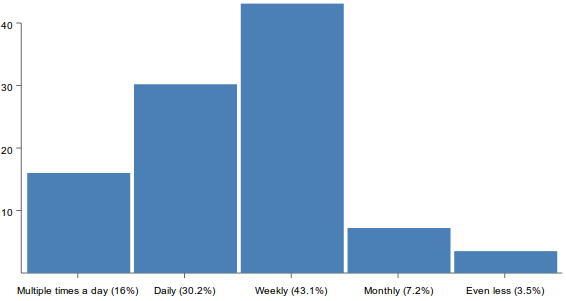 40
30
20
10
Multiple times a day (16%) Daily (30.2%) Weekly (43.1%) Monthly (7.2%) Even less (3.5%)